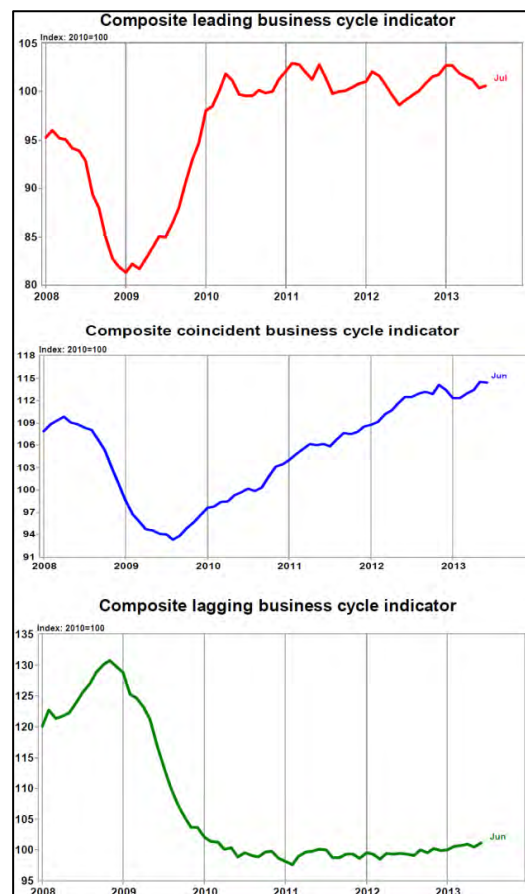 Composite leading business cycle indicator
Index: 2010=100
105
100
95
90
85
80
Jul
2008 2009 2010 2011 2012 2013
Composite coincident business cycle indicator
Index: 2010=100
118
115
112
109
106
103
100
97
94
91
Jun
2008 2009 2010 2011 2012 2013
Composite lagging business cycle indicator
Index: 2010=100
135
130
125
120
115
110
105
100
95
Jun
2008 2009 2010 2011 2012 2013